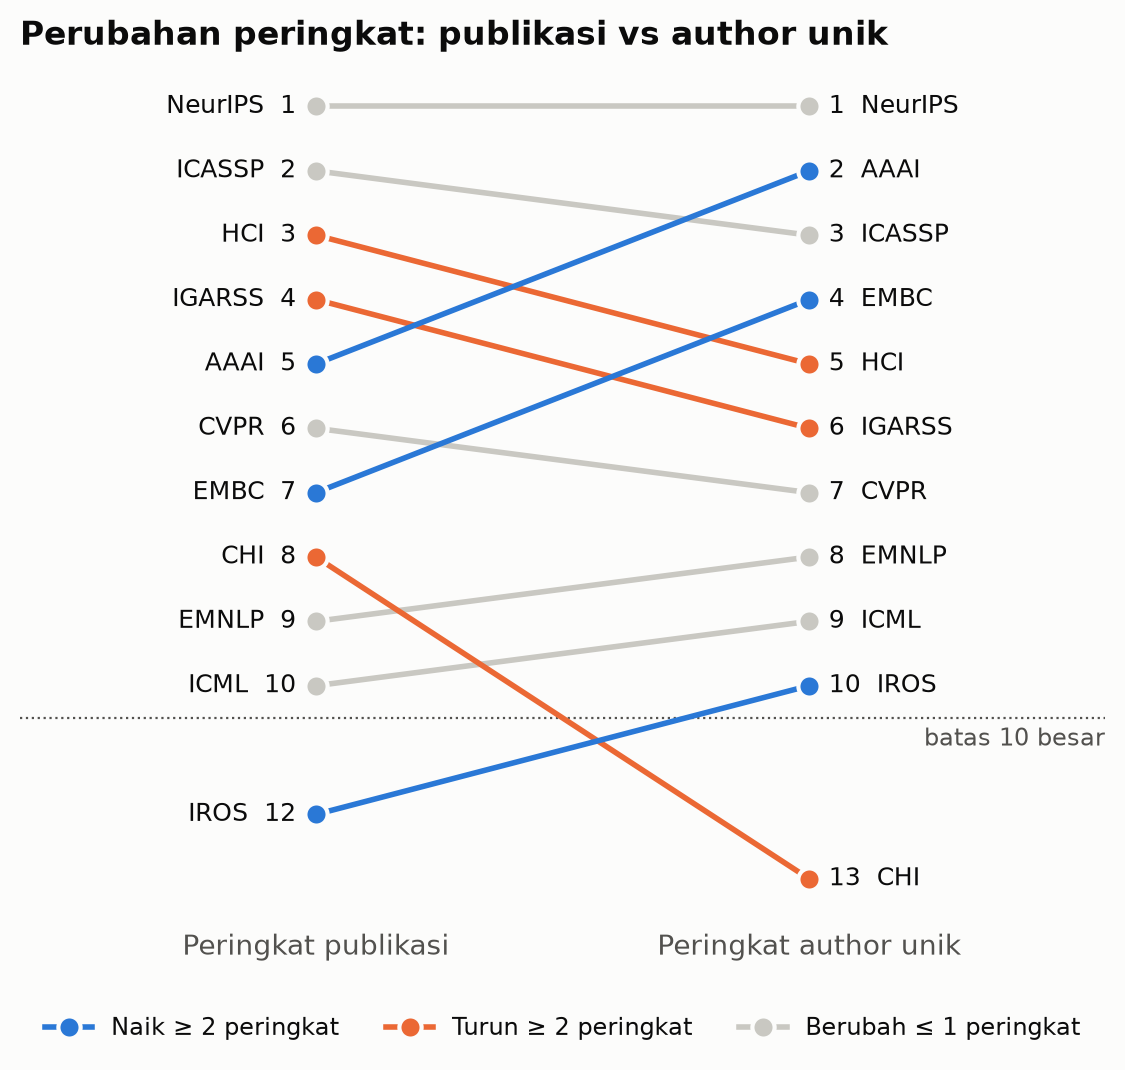 Perubahan peringkat: publikasi vs author unik
NeurIPS 1 1 NeurIPS
ICASSP 2 2 AAAI
HCI 3 3 ICASSP
IGARSS 4 4 EMBC
AAAI 5 5 HCI
CVPR 6 6 IGARSS
EMBC 7 7 CVPR
CHI 8 8 EMNLP
EMNLP 9 9 ICML
ICML 10 10 IROS
batas 10 besar
IROS 12
13 CHI
Peringkat publikasi Peringkat author unik
Naik ≥ 2 peringkat Turun ≥ 2 peringkat Berubah ≤ 1 peringkat